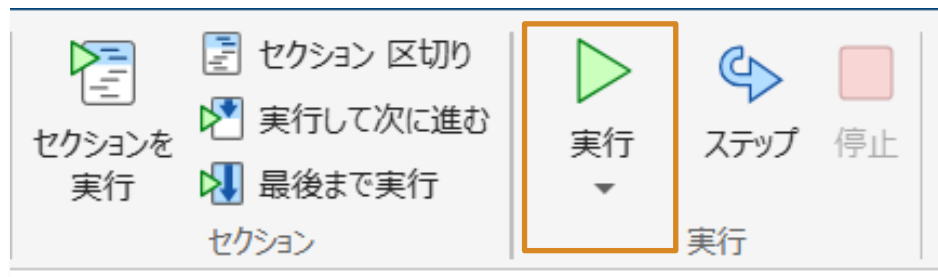 セクションを
実行
セクション 区切り
実行して次に進む
最後まで実行
セクション
実行
ステップ
停止
実行